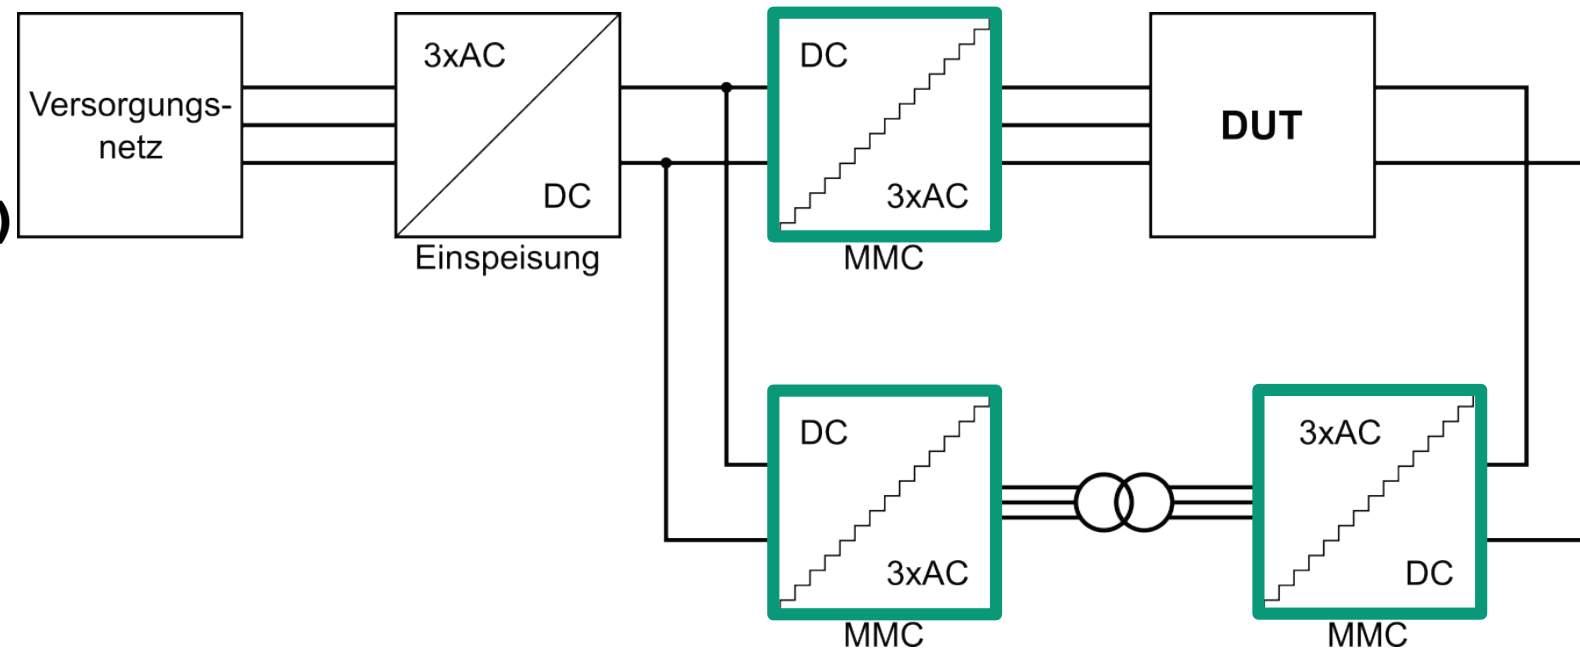 Versorgungs-
netz
3xAC
DC
Einspeisung
DC
3xAC
MMC
DUT
)
DC
3xAC
MMC
3xAC
DC
MMC